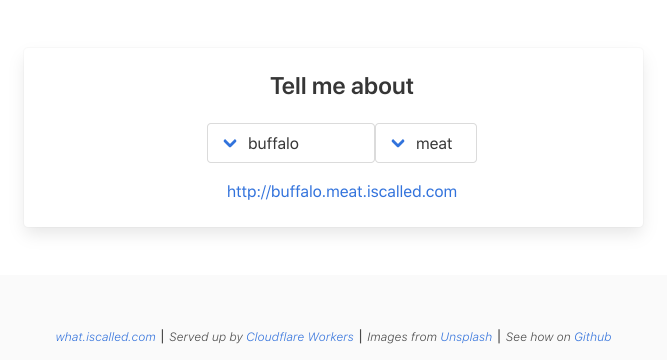 Tell me about
buffalo meat
http://buffalo.meat.iscalled.com
what.iscalled.com | Served up by Cloudflare Workers | Images from Unsplash | See how on Github